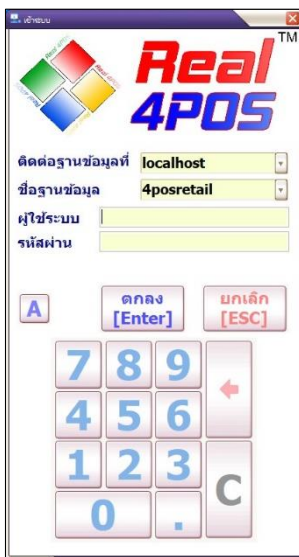 เข้าระบบ
Real TM
4POS
ติดต่อฐานข้อมูลที่ localhost
ชื่อฐานข้อมูล 4posretail
ผู้ใช้ระบบ
รหัสผ่าน
A ตกลง ยกเลิก
[Enter] [ESC]
7 8 9
4 5 6
1 2 3 C
0 .